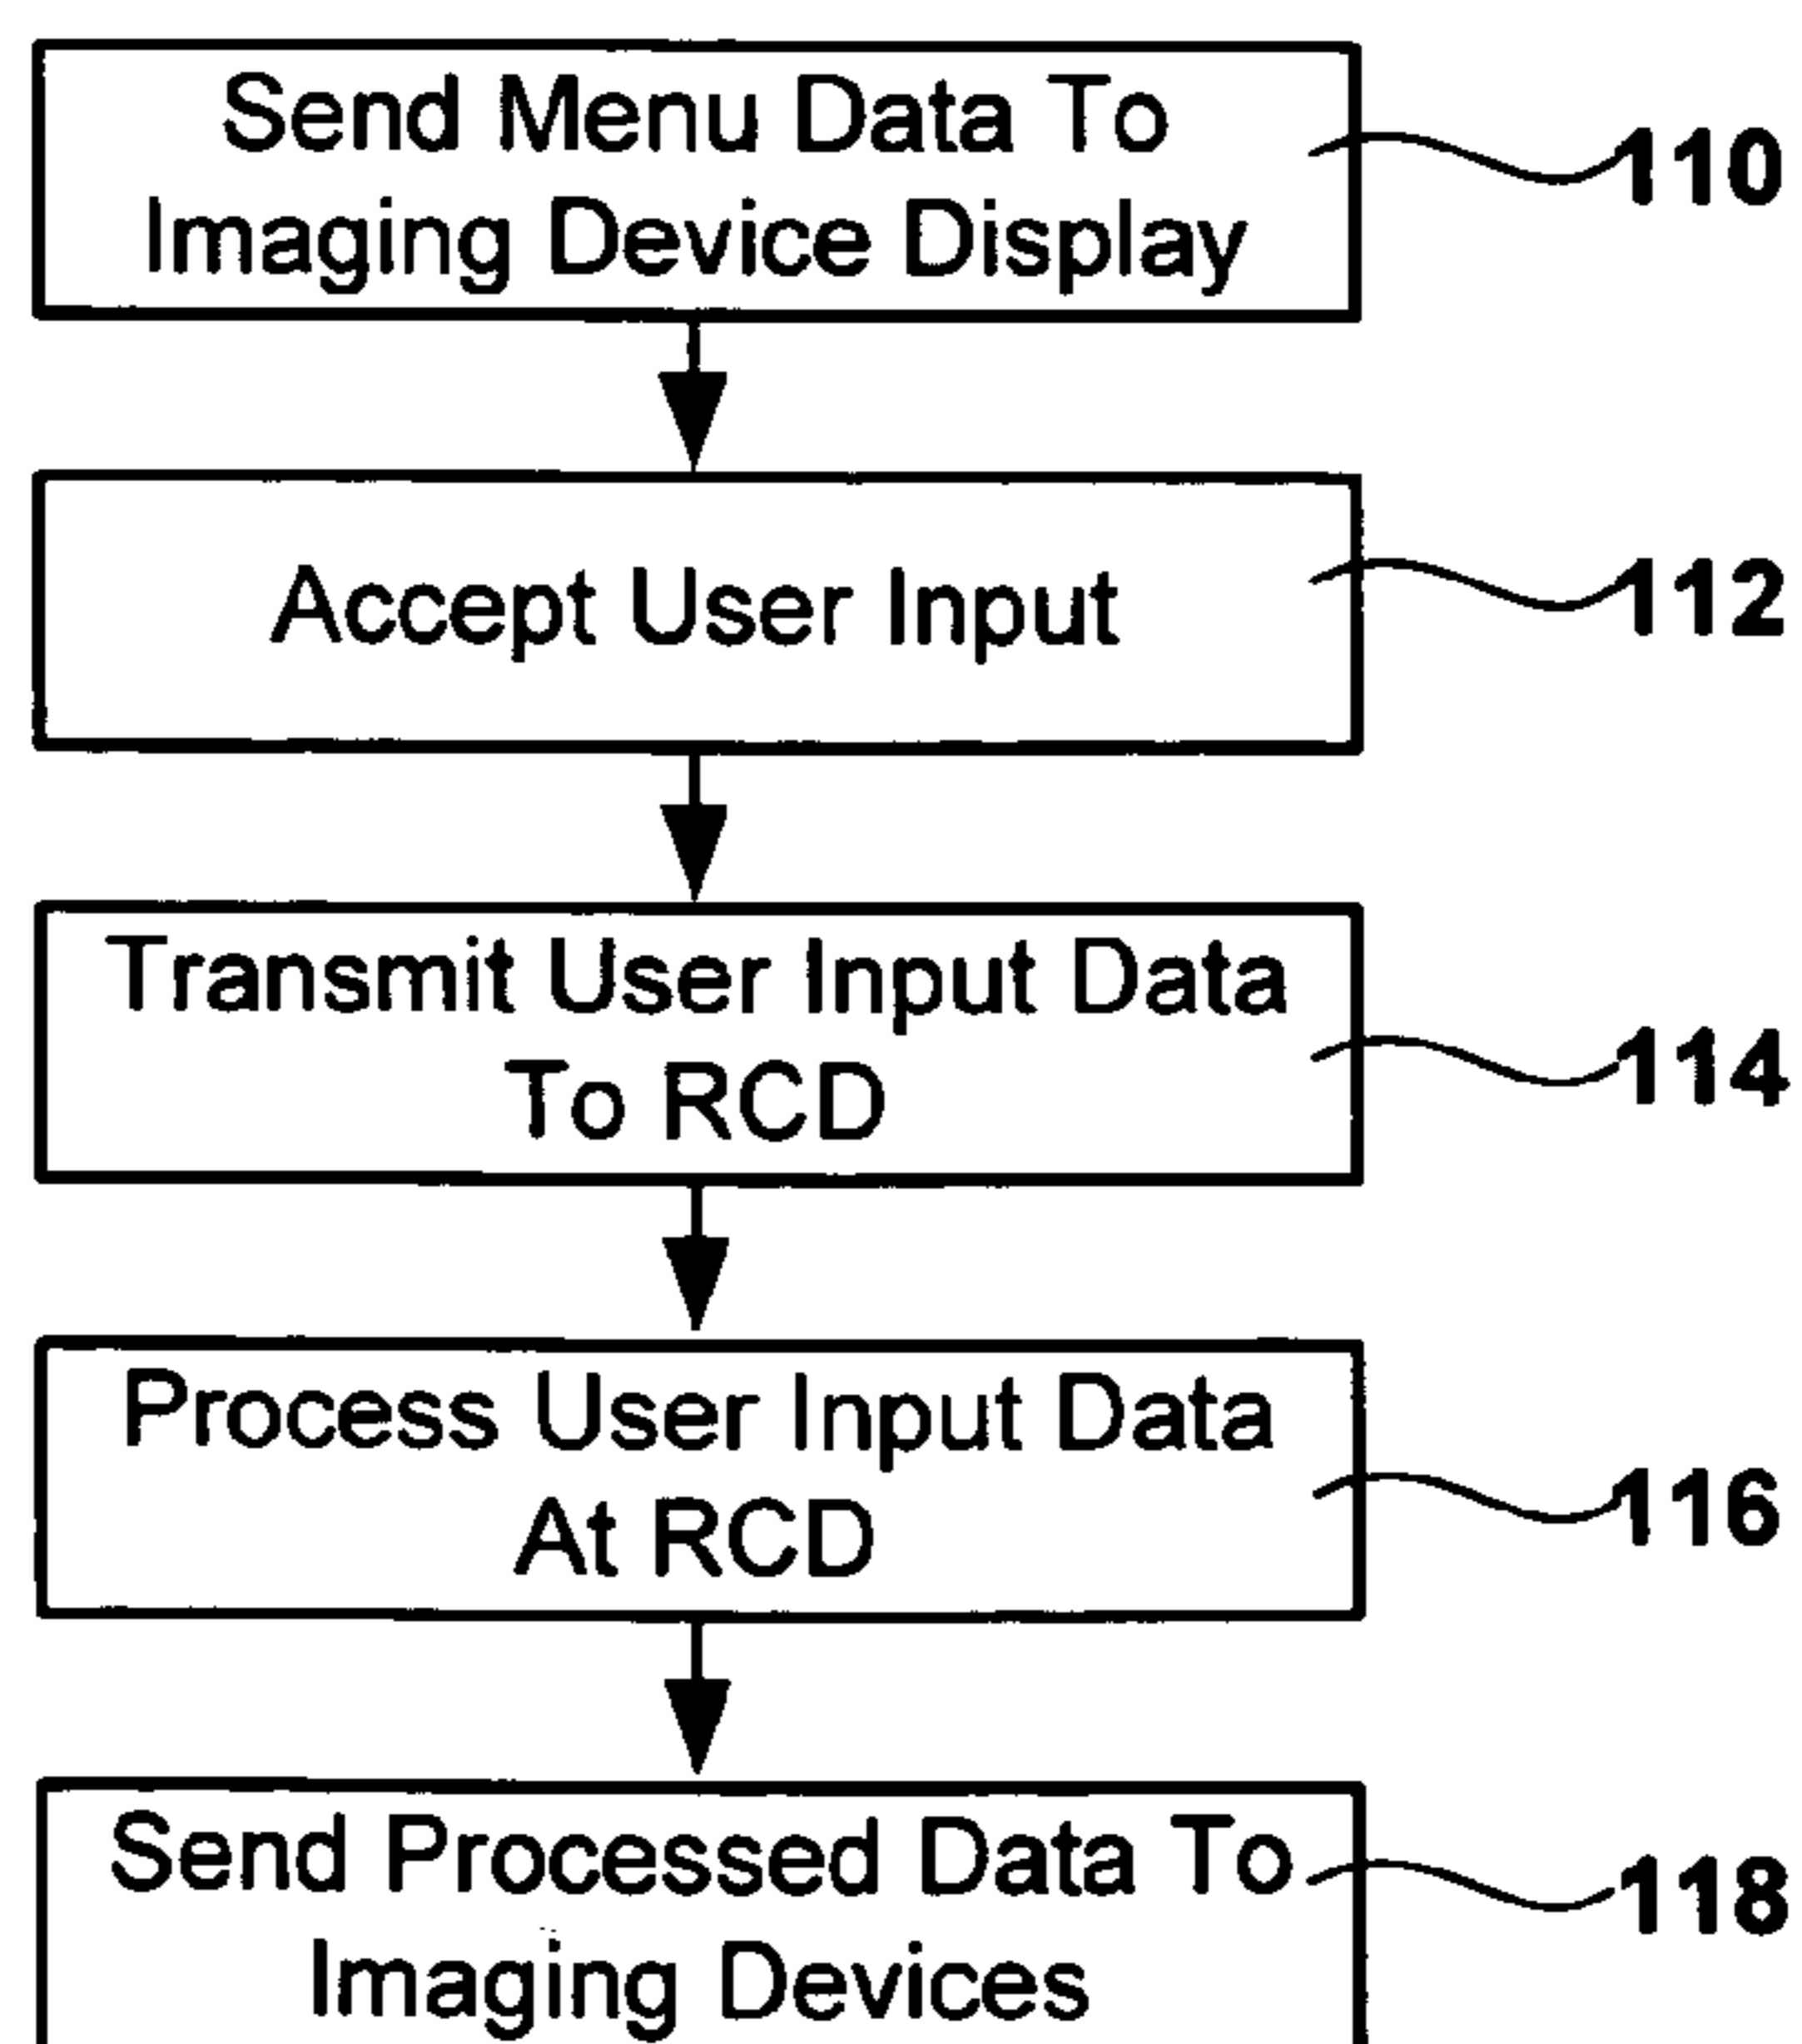 Send Menu Data To
Imaging Device Display
110
Accept User Input
112
Transmit User Input Data
To RCD
114
Process User Input Data
At RCD
116
Send Processed Data To
Imaging Devices
118